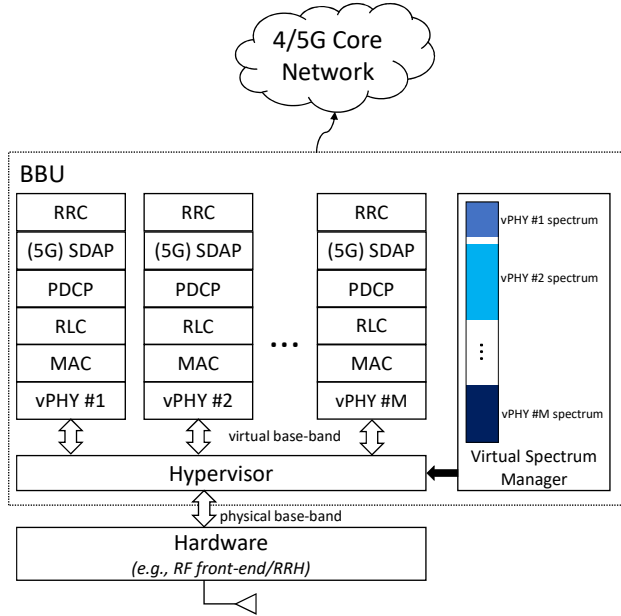 4/5G Core
Network
BBU
RRC
(5G) SDAP
PDCP
RLC
MAC
vPHY #1
RRC
(5G) SDAP
PDCP
RLC
MAC
vPHY #2
...
RRC
(5G) SDAP
PDCP
RLC
MAC
vPHY #M
vPHY #1 spectrum
vPHY #2 spectrum
...
vPHY #M spectrum
Virtual Spectrum
Manager
virtual base-band
Hypervisor
physical base-band
Hardware
(e.g., RF front-end/RRH)